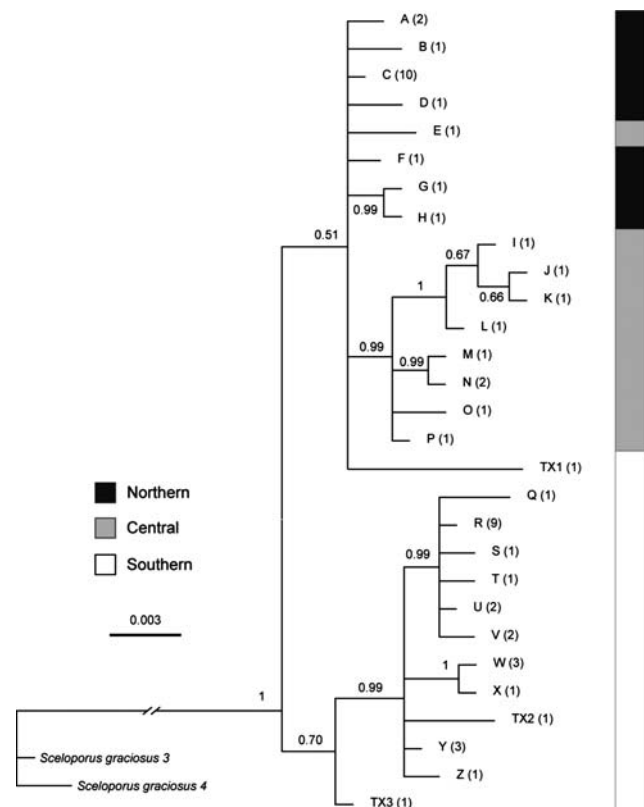 A (2)
B (1)
C (10)
D (1)
E (1)
F (1)
G (1)
0.99
H (1)
0.51
I (1)
0.67
J (1)
1
0.66
K (1)
L (1)
M (1)
0.99
0.99
N (2)
O (1)
P (1)
TX1 (1)
Northern
Central
Southern
0.003
Q (1)
R (9)
0.99
S (1)
T (1)
U (2)
V (2)
1
W (3)
X (1)
0.99
1
TX2 (1)
0.70
Y (3)
Sceloporus graciosus 3
Z (1)
Sceloporus graciosus 4
TX3 (1)